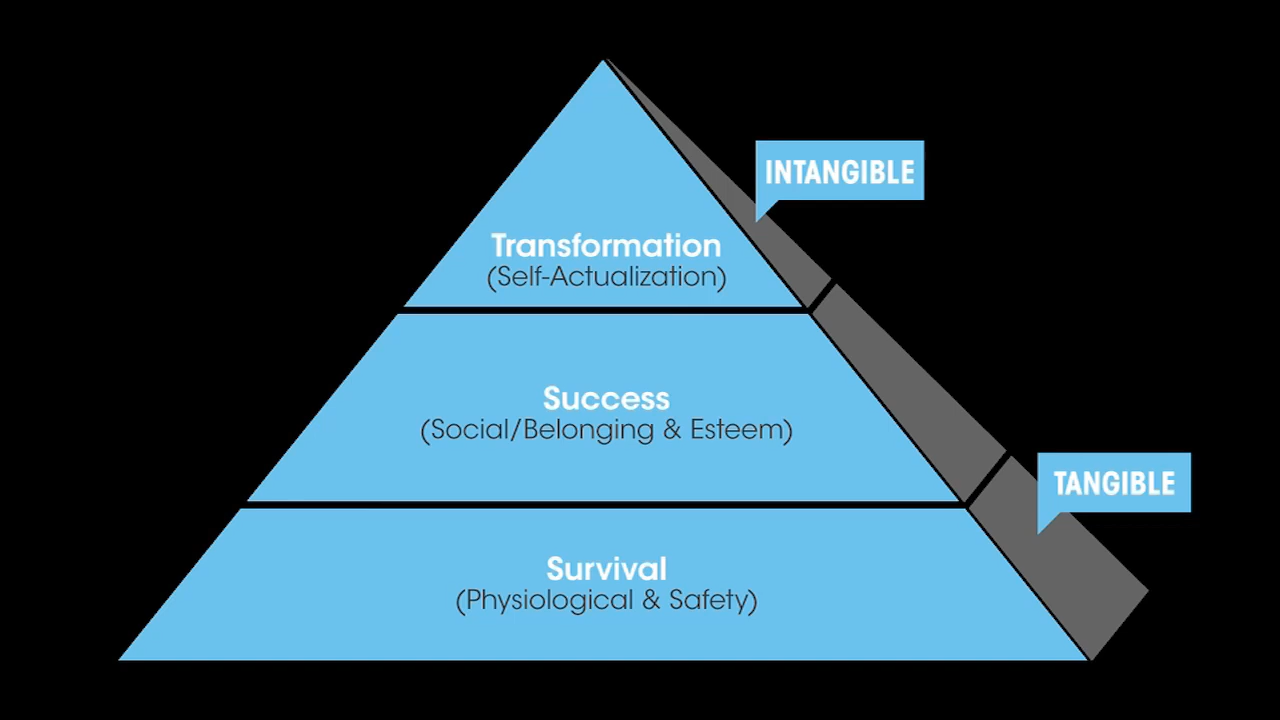 INTANGIBLE
Transformation
(Self-Actualization)
Success
(Social/Belonging & Esteem)
TANGIBLE
Survival
(Physiological & Safety)